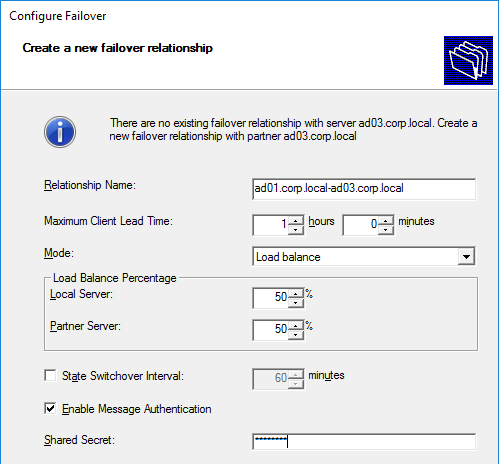 Configure Failover
Create a new failover relationship
There are no existing failover relationship with server ad03.corp.local. Create a
new failover relationship with partner ad03.corp.local
Relationship Name: ad01.corp.local-ad03.corp.local
Maximum Client Lead Time: 1 hours 0 minutes
Mode: Load balance
Load Balance Percentage
Local Server: 50 %
Partner Server: 50 %
State Switchover Interval: 60 minutes
Enable Message Authentication
Shared Secret: ********